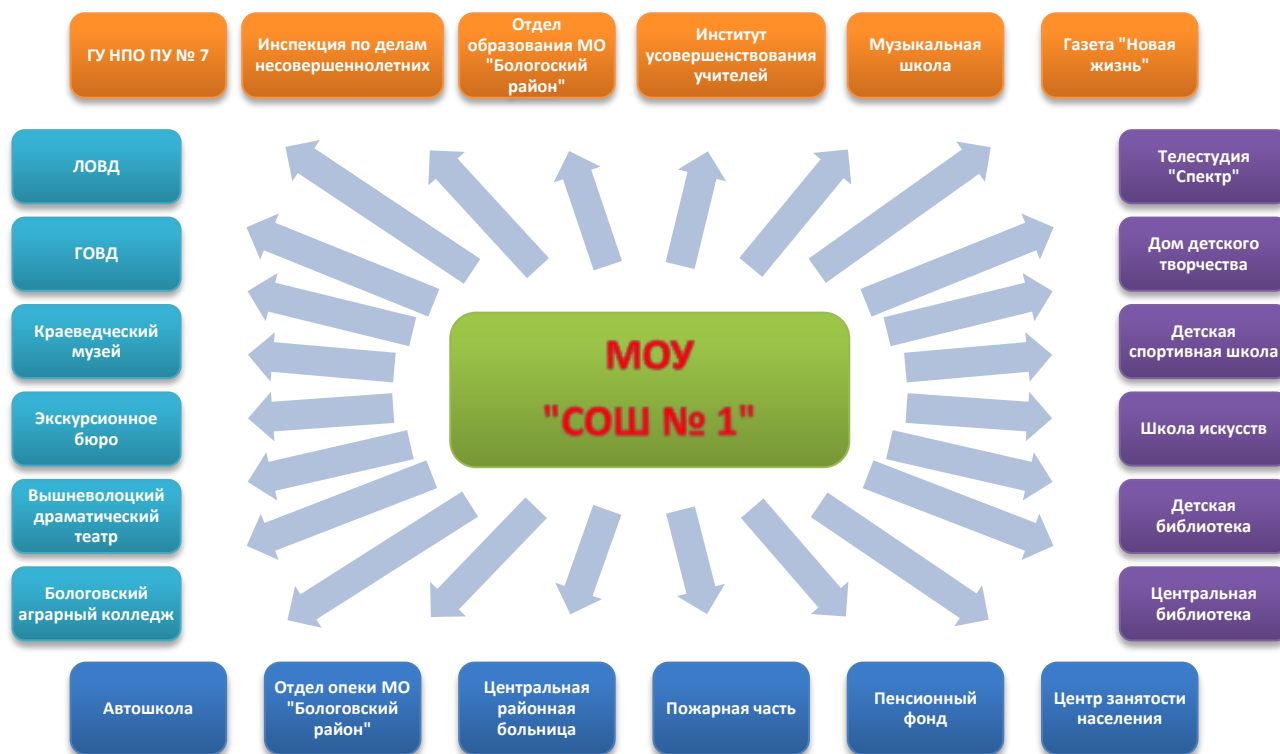 ГУ НПО ПУ № 7
Инспекция по делам
несовершеннолетних
Отдел
образования МО
"Бологоский
район"
Институт
усовершенствования
учителей
Музыкальная
школа
Газета "Новая
жизнь"
ЛОВД
ГОВД
Краеведческий
музей
Экскурсионное
бюро
Вышневолоцкий
драматический
театр
Бологовский
аграрный колледж
МОУ
"СОШ № 1"
Телестудия
"Спектр"
Дом детского
творчества
Детская
спортивная школа
Школа искусств
Детская
библиотека
Центральная
библиотека
Автошкола
Отдел опеки МО
"Бологовский
район"
Центральная
районная
больница
Пожарная часть
Пенсионный
фонд
Центр занятости
населения